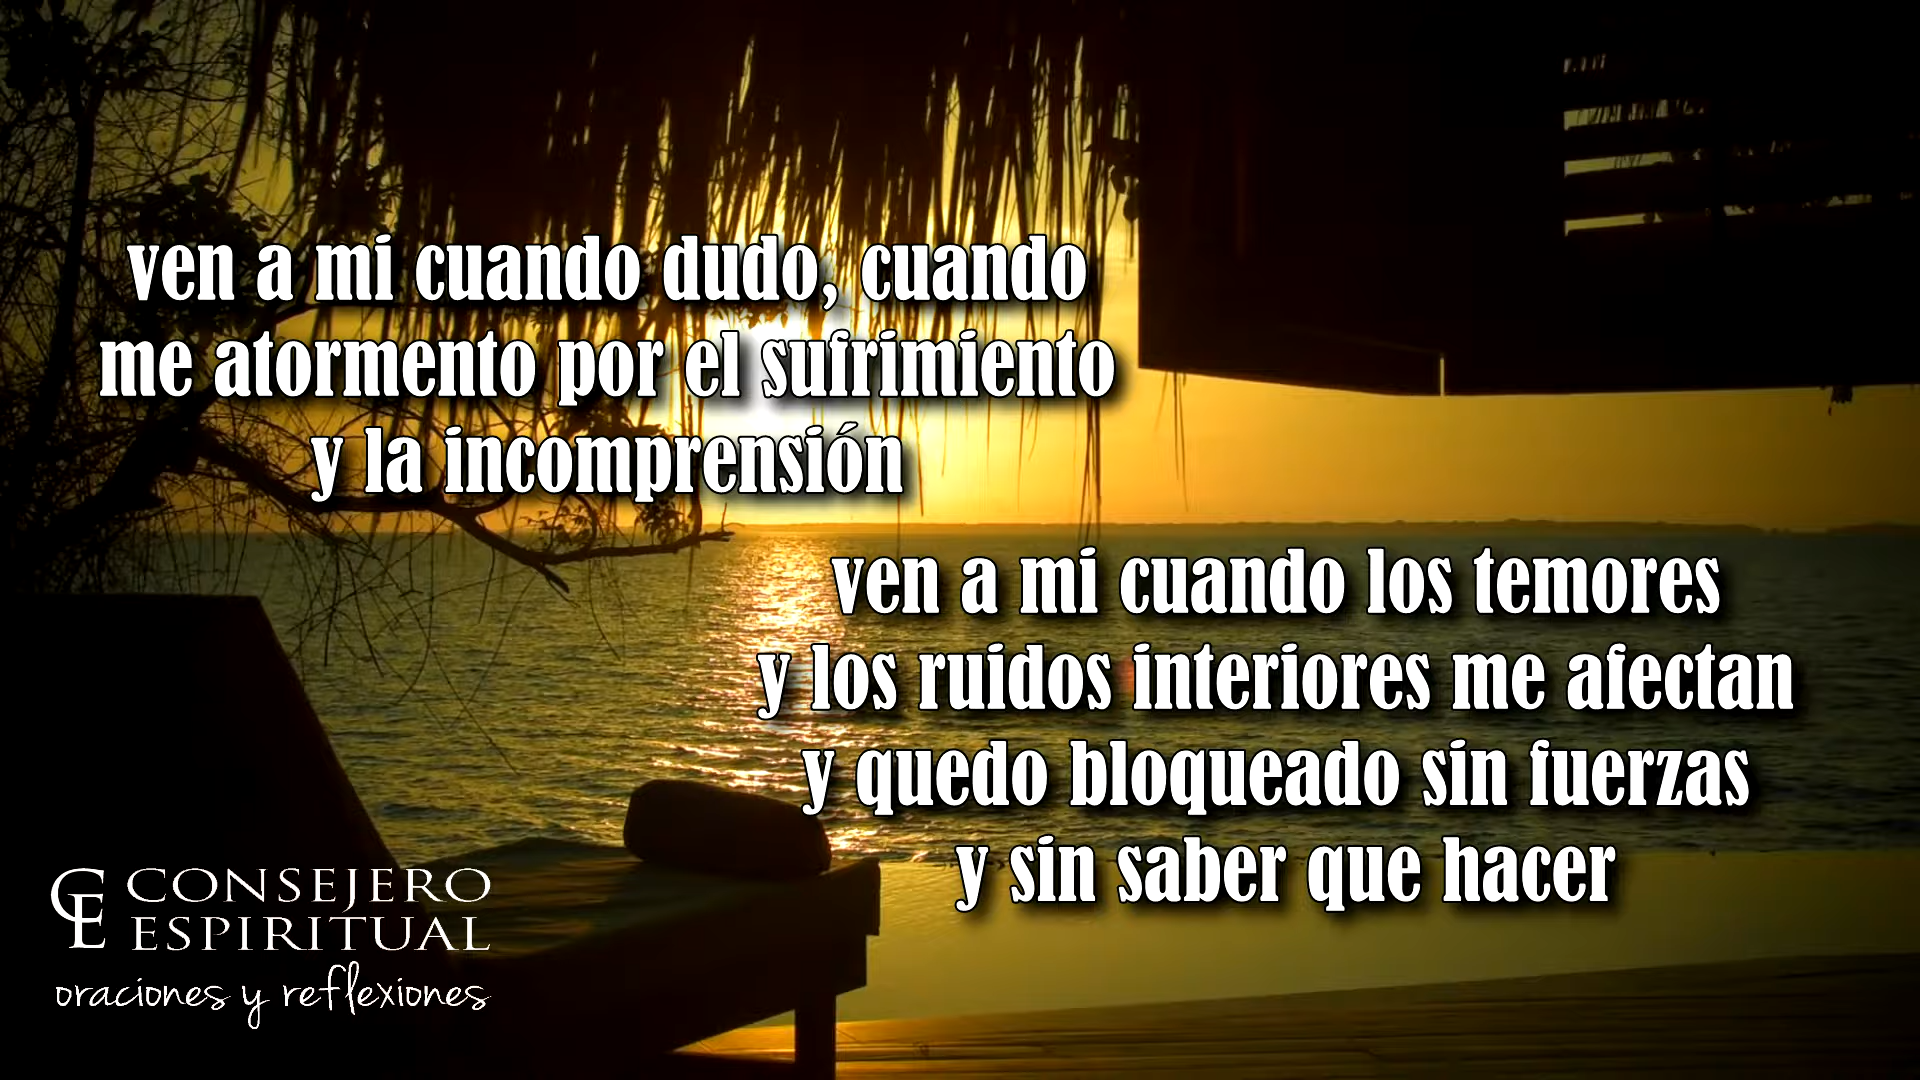 ven a mi cuando dudo, cuando
me atormento por el sufrimiento
y la incomprensión
ven a mi cuando los temores
y los ruidos interiores me afectan
y quedo bloqueado sin fuerzas
y sin saber que hacer
CE CONSEJERO
ESPIRITUAL
oraciones y reflexiones